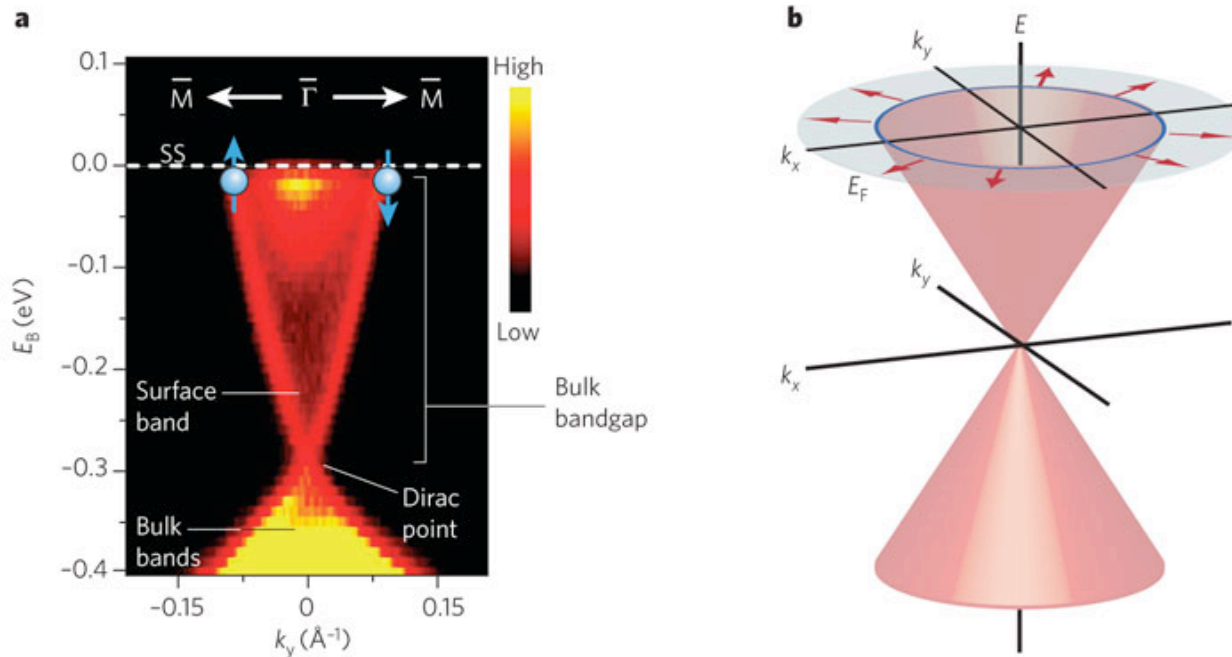 a
0.1
0.0
–0.1
–0.2
–0.3
–0.4
E_B (eV)
M̅ Γ̅ M̅
SS
Surface
band
Bulk
bands
–0.15 0 0.15
k_y (Å⁻¹)
High
Low
Bulk
bandgap
Dirac
point
b
E
k_y
k_x
E_F
k_y
k_x